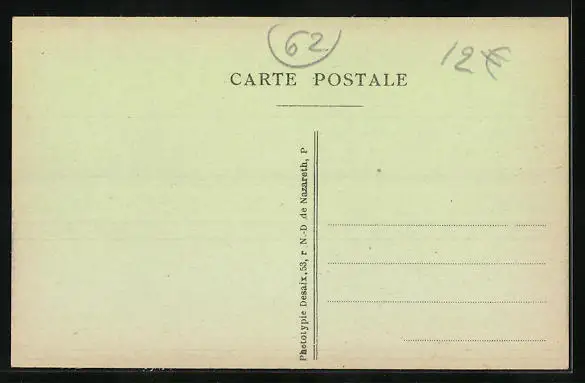 62
12€
CARTE POSTALE
Phototypie Desaix, 53, r N.-D de Nazareth, P